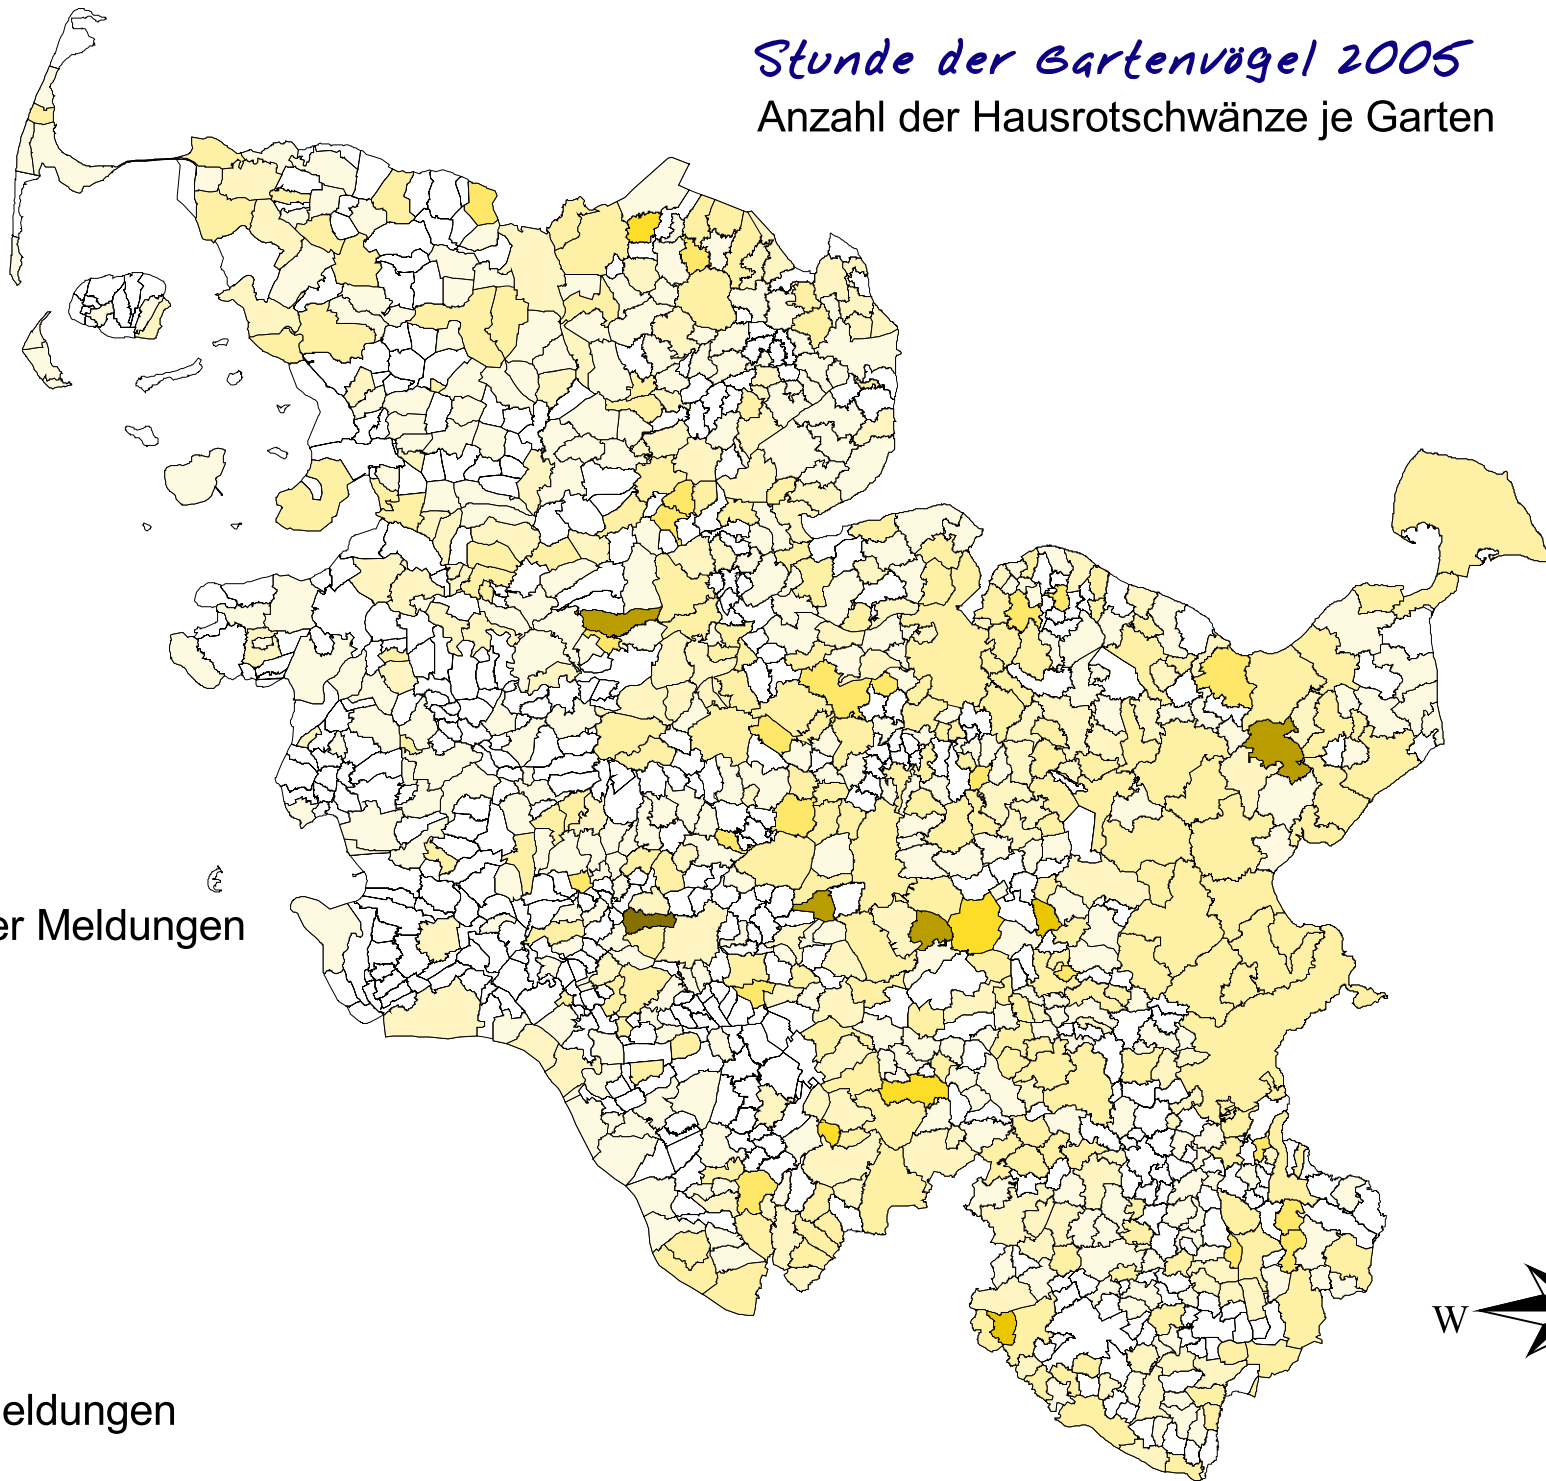 Stunde der Gartenvögel 2005
Anzahl der Hausrotschwänze je Garten
er Meldungen
W
eldungen